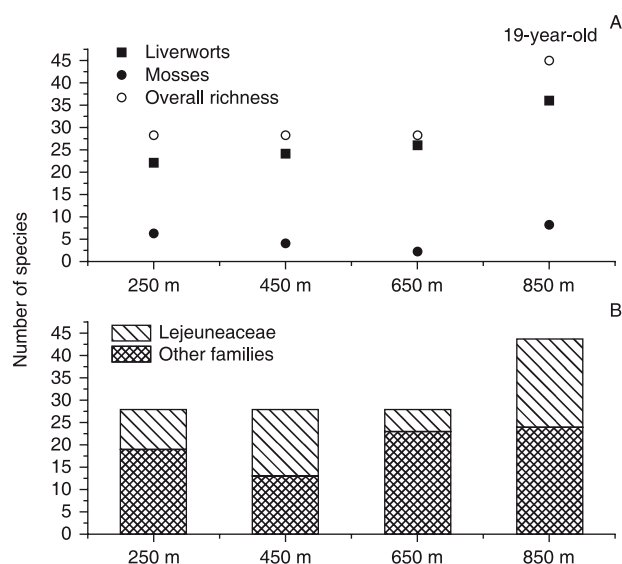 A
19-year-old
Liverworts
Mosses
Overall richness
45
40
35
30
25
20
15
10
5
0
250 m 450 m 650 m 850 m
Number of species
B
Lejeuneaceae
Other families
45
40
35
30
25
20
15
10
5
0
250 m 450 m 650 m 850 m